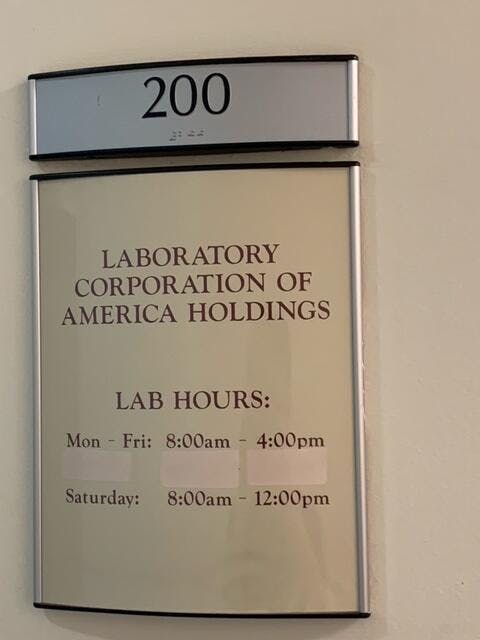 200
LABORATORY
CORPORATION OF
AMERICA HOLDINGS
LAB HOURS:
Mon - Fri: 8:00am - 4:00pm
Saturday: 8:00am - 12:00pm